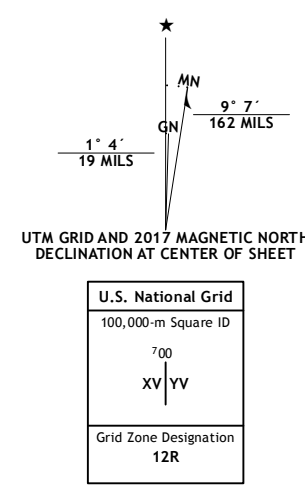 ★
MN
9° 7´
162 MILS
GN
1° 4´
19 MILS
UTM GRID AND 2017 MAGNETIC NORTH
DECLINATION AT CENTER OF SHEET
U.S. National Grid
100,000-m Square ID
700
XV YV
Grid Zone Designation
12R